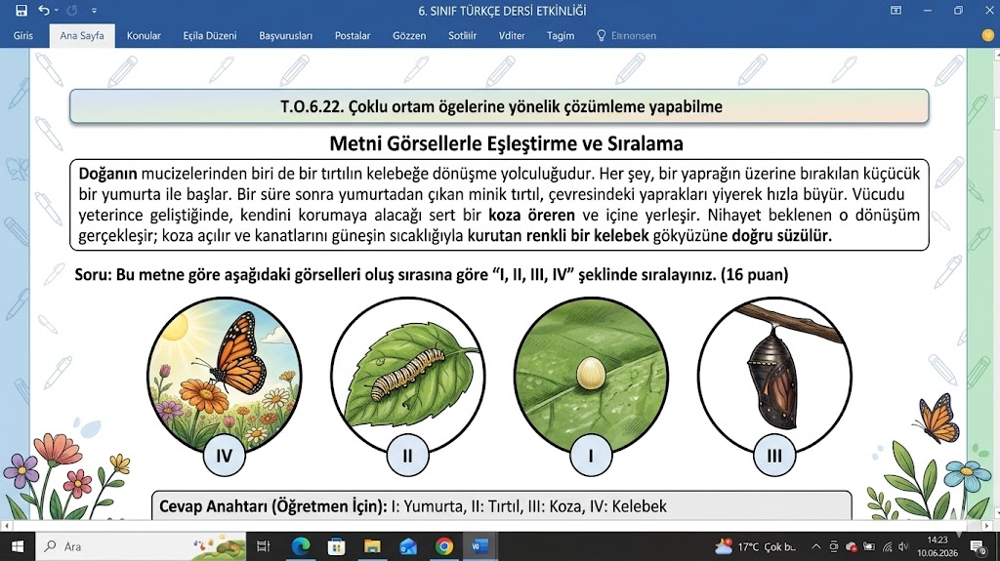 6. SINIF TÜRKÇE DERSİ ETKİNLİĞİ
Giris Ana Sayfa Konular Eçila Düzeni Başvurusları Postalar Gözzen Sotlilr Vditer Tagim Etmonsen
T.O.6.22. Çoklu ortam ögelerine yönelik çözümleme yapabilme
Metni Görsellerle Eşleştirme ve Sıralama
Doğanın mucizelerinden biri de bir tırtılın kelebeğe dönüşme yolculuğudur. Her şey, bir yaprağın üzerine bırakılan küçücük
bir yumurta ile başlar. Bir süre sonra yumurtadan çıkan minik tırtıl, çevresindeki yaprakları yiyerek hızla büyür. Vücudu
yeterince geliştiğinde, kendini korumaya alacağı sert bir koza öreren ve içine yerleşir. Nihayet beklenen o dönüşüm
gerçekleşir; koza açılır ve kanatlarını güneşin sıcaklığıyla kurutan renkli bir kelebek gökyüzüne doğru süzülür.
Soru: Bu metne göre aşağıdaki görselleri oluş sırasına göre “I, II, III, IV” şeklinde sıralayınız. (16 puan)
IV II I III
Cevap Anahtarı (Öğretmen İçin): I: Yumurta, II: Tırtıl, III: Koza, IV: Kelebek
Ara 17°C Çok b.. 14:23
10.06.2026